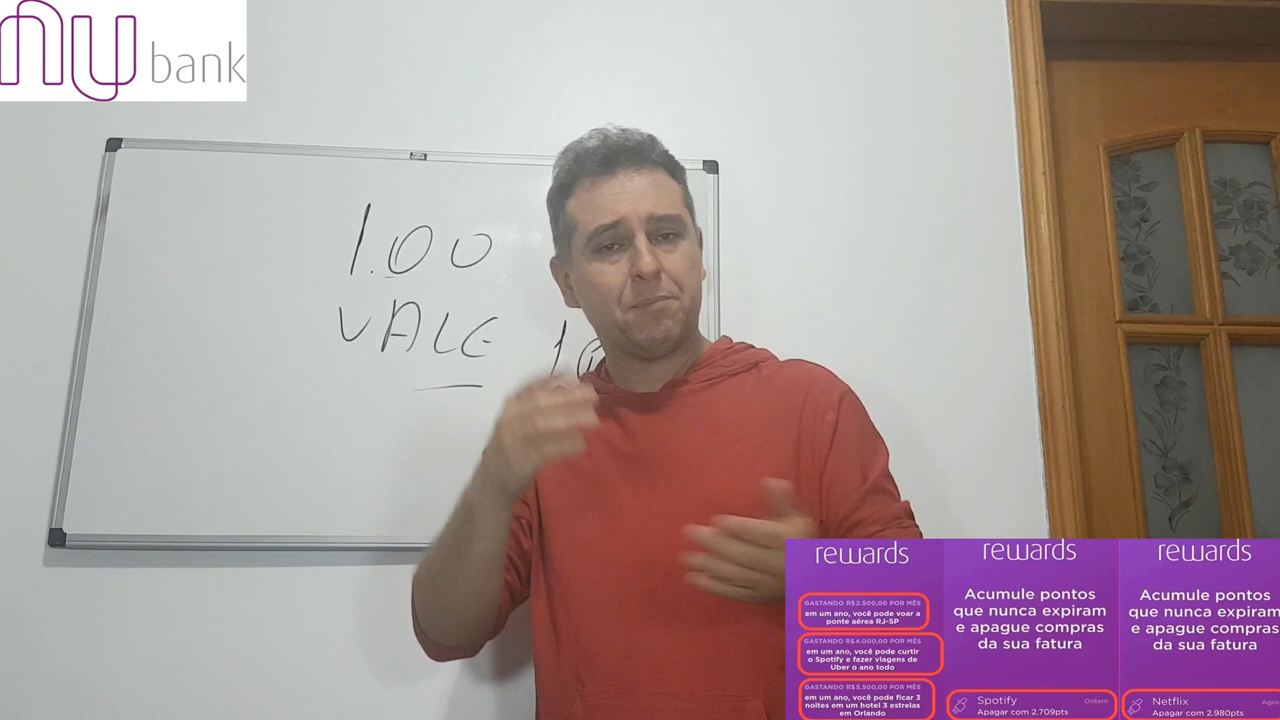 nu bank
1.00
VALE 10
rewards
GASTANDO R$2.500,00 POR MÊS
em um ano, você pode voar a
ponte aérea RJ-SP
GASTANDO R$4.000,00 POR MÊS
em um ano, você pode curtir
o Spotify e fazer viagens de
Uber o ano todo
GASTANDO R$5.500,00 POR MÊS
em um ano, você pode ficar 3
noites em um hotel 3 estrelas
em Orlando
rewards
Acumule pontos
que nunca expiram
e apague compras
da sua fatura
Spotify Ontem
Apagar com 2.709pts
rewards
Acumule pontos
que nunca expiram
e apague compras
da sua fatura
Netflix Agor
Apagar com 2.980pts